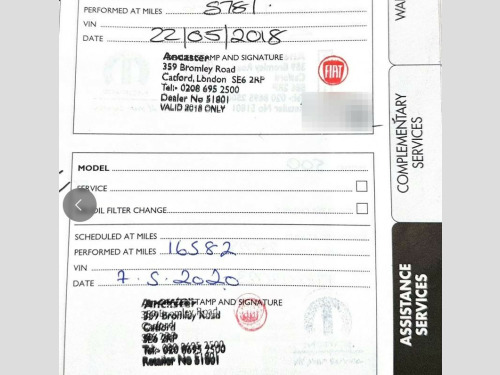 PERFORMED AT MILES 5781.
VIN
DATE 22/05/2018
Ancaster STAMP AND SIGNATURE
359 Bromley Road
Catford, London SE6 2RP
Tel:- 0208 695 2500
Dealer No 51801
VALID 2018 ONLY
FIAT
MODEL
SERVICE
OIL FILTER CHANGE
SCHEDULED AT MILES
PERFORMED AT MILES 16582
VIN
DATE 7.5.2020
Ancaster STAMP AND SIGNATURE
359 Bromley Road
Catford
SE6 2RP
Tel:- 020 8695 2500
Retailer No 51801
WA
COMPLEMENTARY
SERVICES
ASSISTANCE
SERVICES